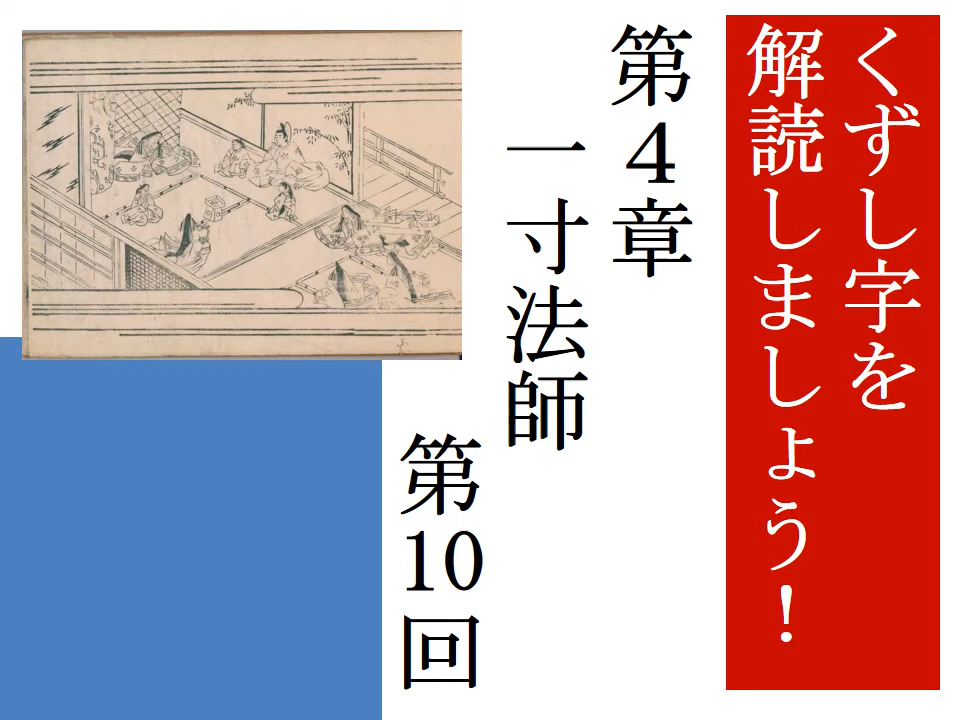 くずし字を
解読しましょう！
第４章
一寸法師
第10回